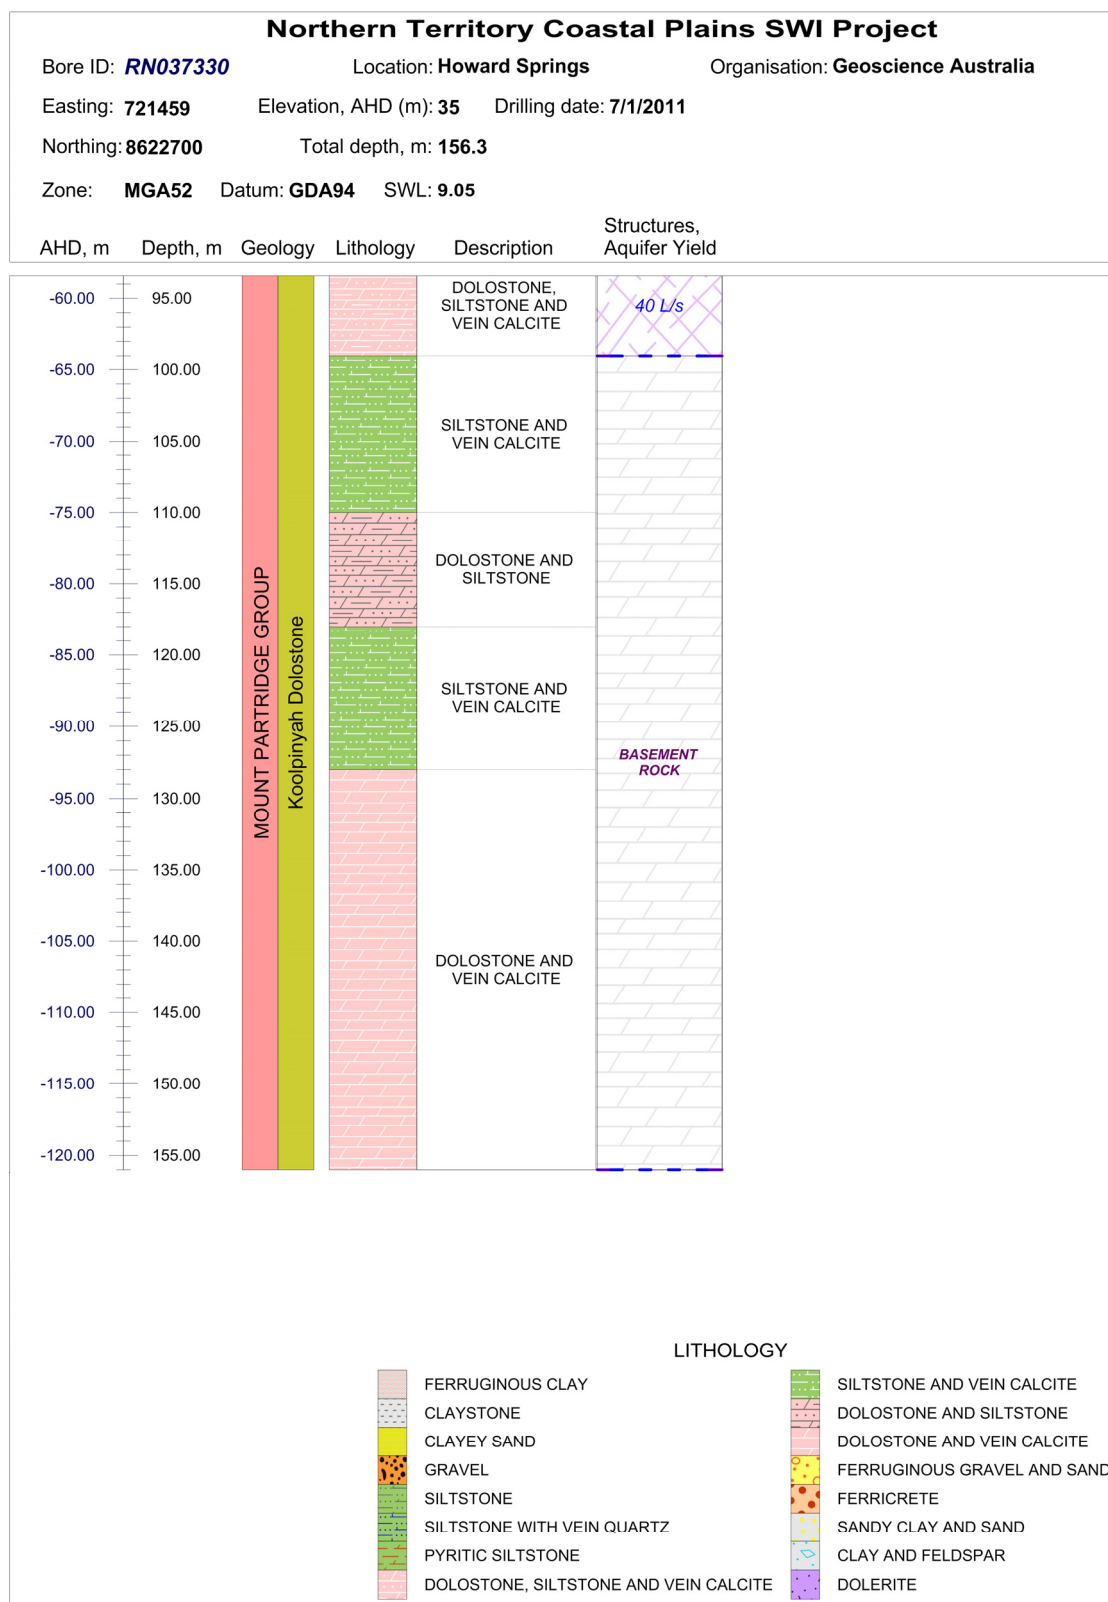 Northern Territory Coastal Plains SWI Project
Bore ID: RN037330 Location: Howard Springs Organisation: Geoscience Australia
Easting: 721459 Elevation, AHD (m): 35 Drilling date: 7/1/2011
Northing: 8622700 Total depth, m: 156.3
Zone: MGA52 Datum: GDA94 SWL: 9.05
Structures,
AHD, m Depth, m Geology Lithology Description Aquifer Yield
DOLOSTONE,
SILTSTONE AND
VEIN CALCITE
-60.00 95.00
40 L/s
-65.00 100.00
SILTSTONE AND
VEIN CALCITE
-70.00 105.00
-75.00 110.00
DOLOSTONE AND
SILTSTONE
-80.00 115.00
MOUNT PARTRIDGE GROUP
Koolpinyah Dolostone
-85.00 120.00
SILTSTONE AND
VEIN CALCITE
-90.00 125.00
BASEMENT
ROCK
-95.00 130.00
-100.00 135.00
-105.00 140.00
DOLOSTONE AND
VEIN CALCITE
-110.00 145.00
-115.00 150.00
-120.00 155.00
LITHOLOGY
FERRUGINOUS CLAY
CLAYSTONE
CLAYEY SAND
GRAVEL
SILTSTONE
SILTSTONE WITH VEIN QUARTZ
PYRITIC SILTSTONE
DOLOSTONE, SILTSTONE AND VEIN CALCITE
SILTSTONE AND VEIN CALCITE
DOLOSTONE AND SILTSTONE
DOLOSTONE AND VEIN CALCITE
FERRUGINOUS GRAVEL AND SAND
FERRICRETE
SANDY CLAY AND SAND
CLAY AND FELDSPAR
DOLERITE